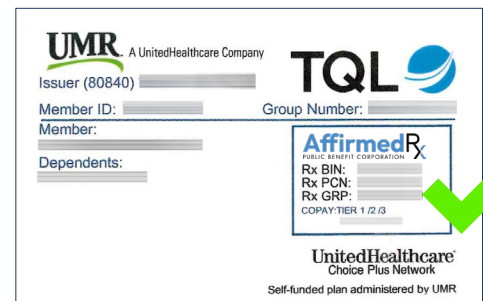 UMR A UnitedHealthcare Company
TQL
Issuer (80840)
Member ID:
Group Number:
Member:
Dependents:
AffirmedRx
PUBLIC BENEFIT CORPORATION
Rx BIN:
Rx PCN:
Rx GRP:
COPAY:TIER 1 /2 /3
UnitedHealthcare
Choice Plus Network
Self-funded plan administered by UMR